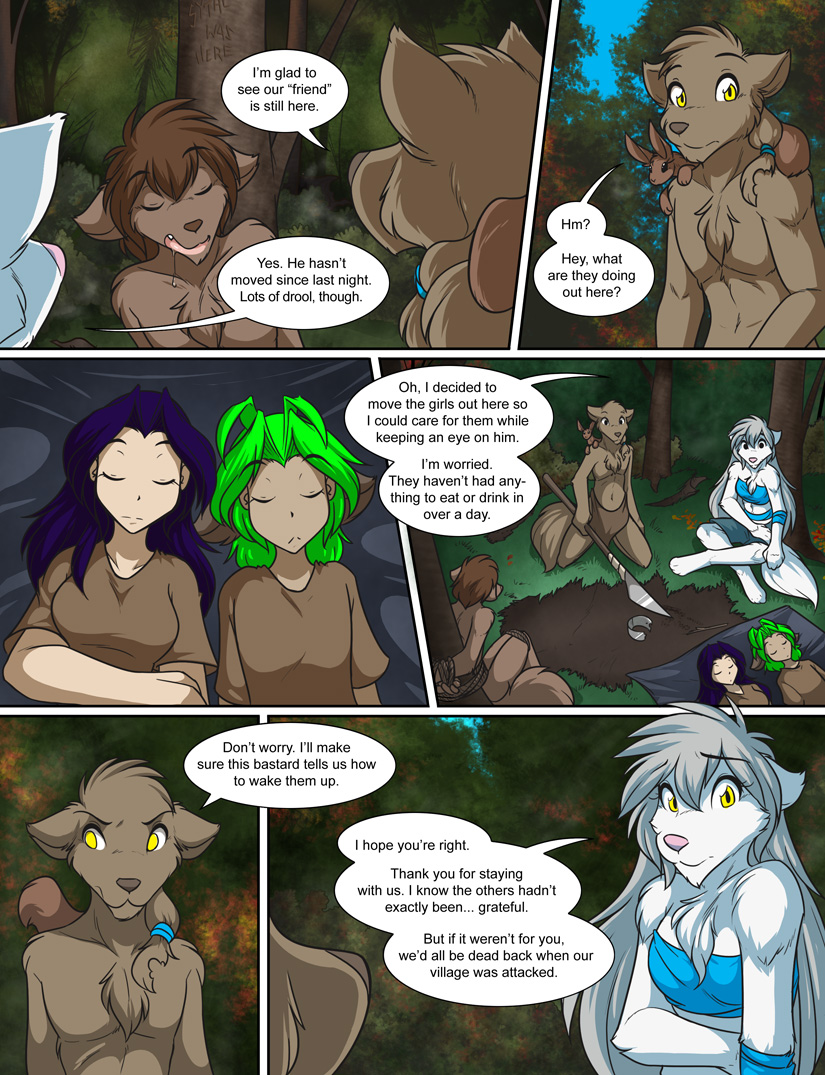 SMAC
WAS
HERE
I'm glad to
see our “friend”
is still here.
Yes. He hasn't
moved since last night.
Lots of drool, though.
Hm?
Hey, what
are they doing
out here?
Oh, I decided to
move the girls out here so
I could care for them while
keeping an eye on him.
I'm worried.
They haven't had any-
thing to eat or drink in
over a day.
Don't worry. I'll make
sure this bastard tells us how
to wake them up.
I hope you're right.
Thank you for staying
with us. I know the others hadn't
exactly been... grateful.
But if it weren't for you,
we'd all be dead back when our
village was attacked.